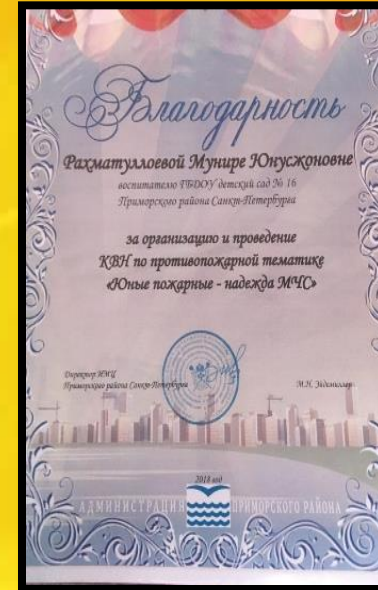 Благодарность
Рахматуллоевой Мунире Юнусжоновне
воспитателю ГБДОУ детский сад № 16
Приморского района Санкт-Петербурга
за организацию и проведение
КВН по противопожарной тематике
«Юные пожарные - надежда МЧС»
Директор ИМЦ
Приморского района Санкт-Петербурга
М.Н.
2018 год
АДМИНИСТРАЦИЯ ПРИМОРСКОГО РАЙОНА